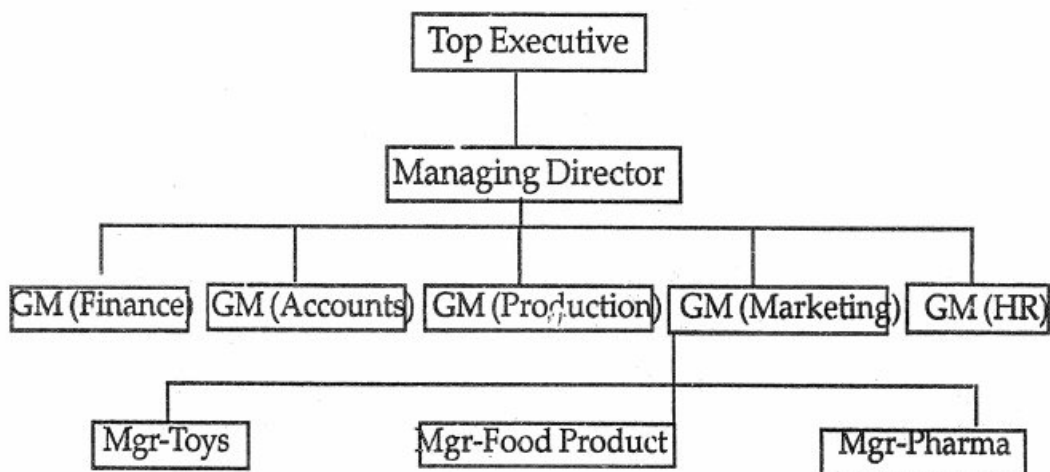 Top Executive
Managing Director
GM (Finance) GM (Accounts) GM (Production) GM (Marketing) GM (HR)
Mgr-Toys Mgr-Food Product Mgr-Pharma